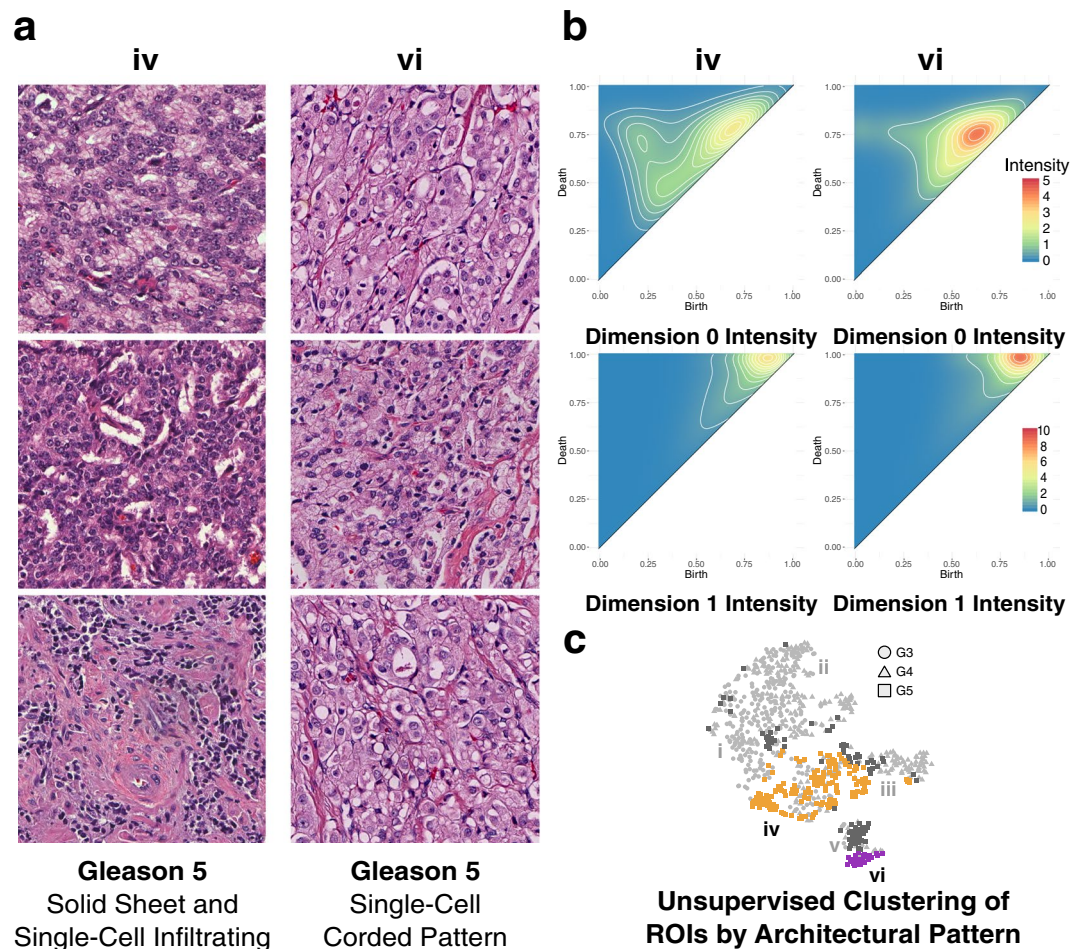 a
iv
vi
Gleason 5
Solid Sheet and
Single-Cell Infiltrating
Gleason 5
Single-Cell
Corded Pattern
b
iv
vi
1.00
0.75
0.50
0.25
0.00
Death
0.00 0.25 0.50 0.75 1.00
Birth
Dimension 0 Intensity
1.00
0.75
0.50
0.25
0.00
Death
0.00 0.25 0.50 0.75 1.00
Birth
Dimension 0 Intensity
Intensity
5
4
3
2
1
0
1.00
0.75
0.50
0.25
0.00
Death
0.00 0.25 0.50 0.75 1.00
Birth
Dimension 1 Intensity
1.00
0.75
0.50
0.25
0.00
Death
0.00 0.25 0.50 0.75 1.00
Birth
Dimension 1 Intensity
10
8
6
4
2
0
c
G3
G4
G5
ii
i
iii
iv
v
vi
Unsupervised Clustering of
ROIs by Architectural Pattern